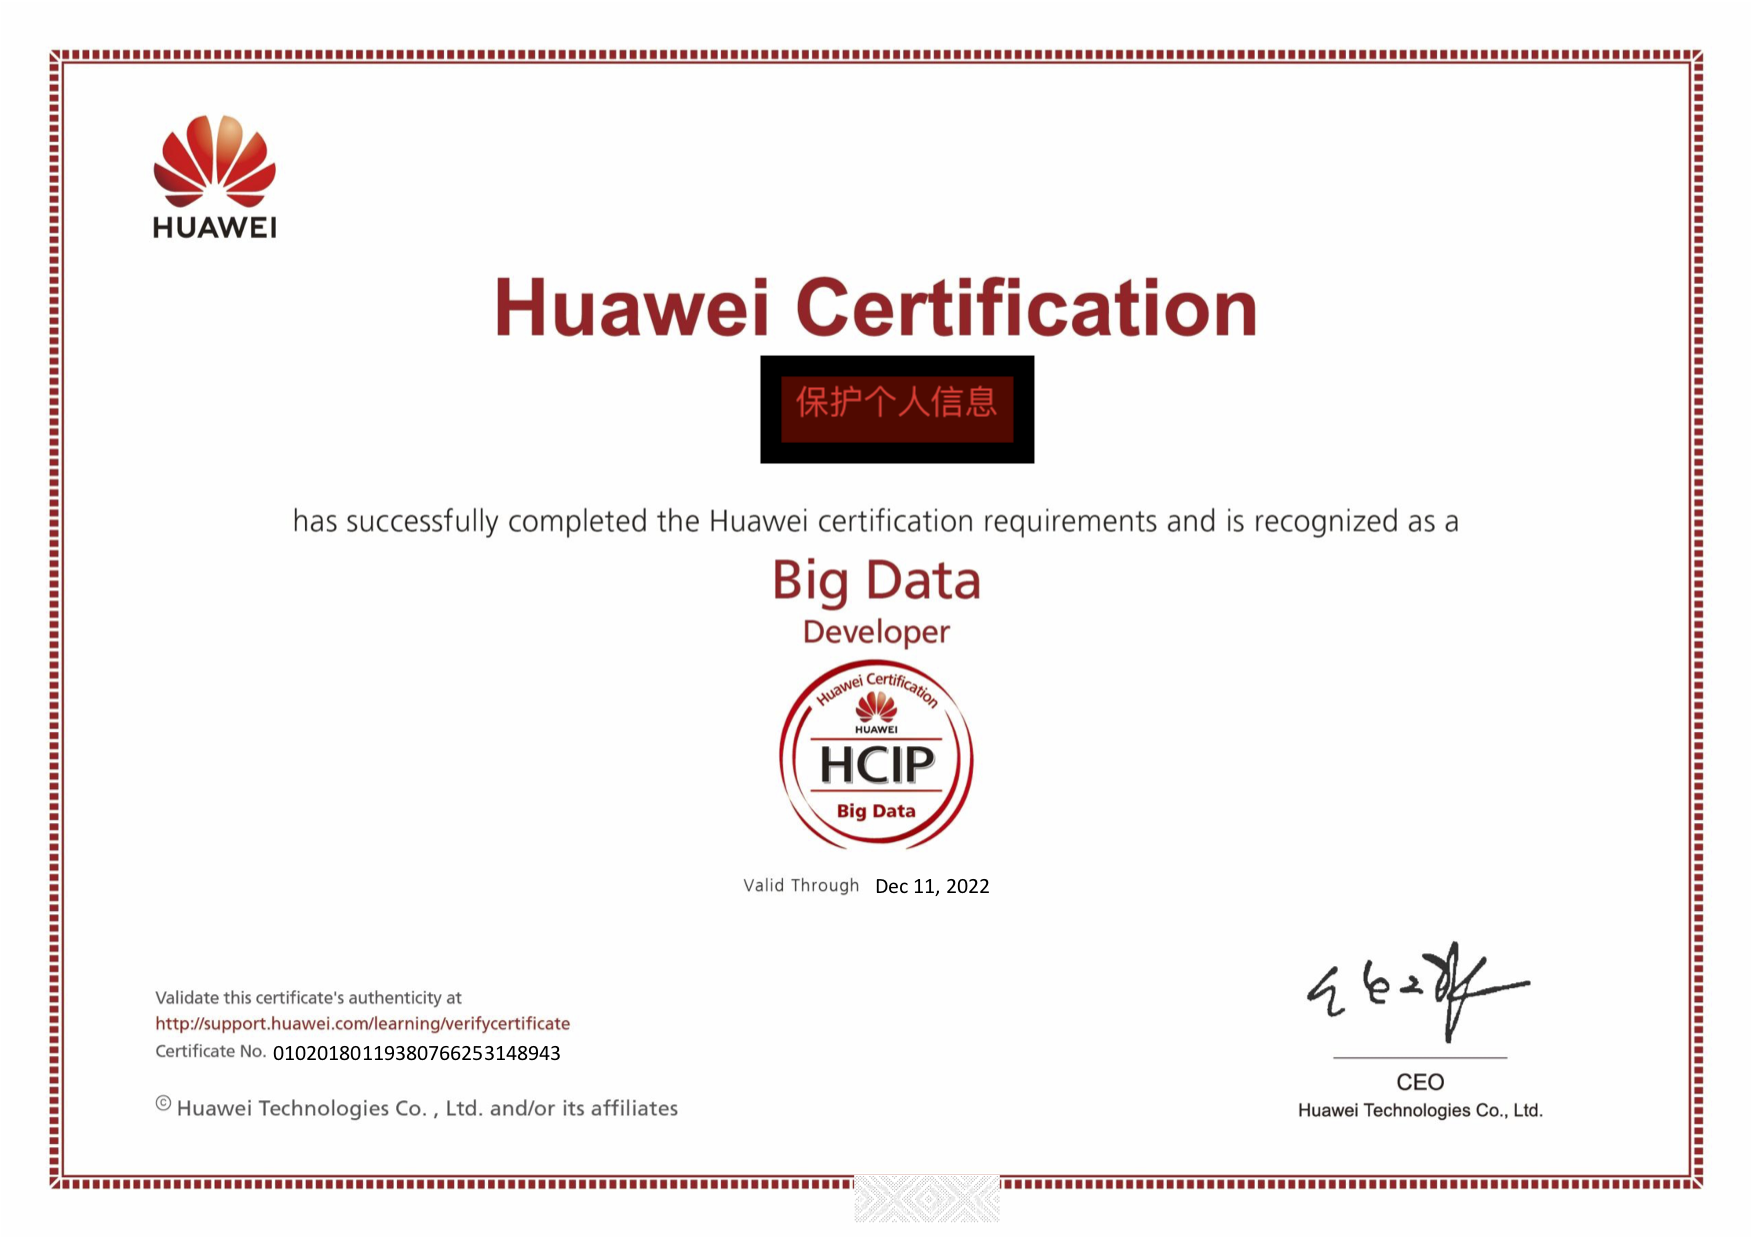 HUAWEI
Huawei Certification
保护个人信息
has successfully completed the Huawei certification requirements and is recognized as a
Big Data
Developer
Huawei Certification
HUAWEI
HCIP
Big Data
Valid Through Dec 11, 2022
Validate this certificate's authenticity at
http://support.huawei.com/learning/verifycertificate
Certificate No. 01020180119380766253148943
© Huawei Technologies Co. , Ltd. and/or its affiliates
CEO
Huawei Technologies Co., Ltd.